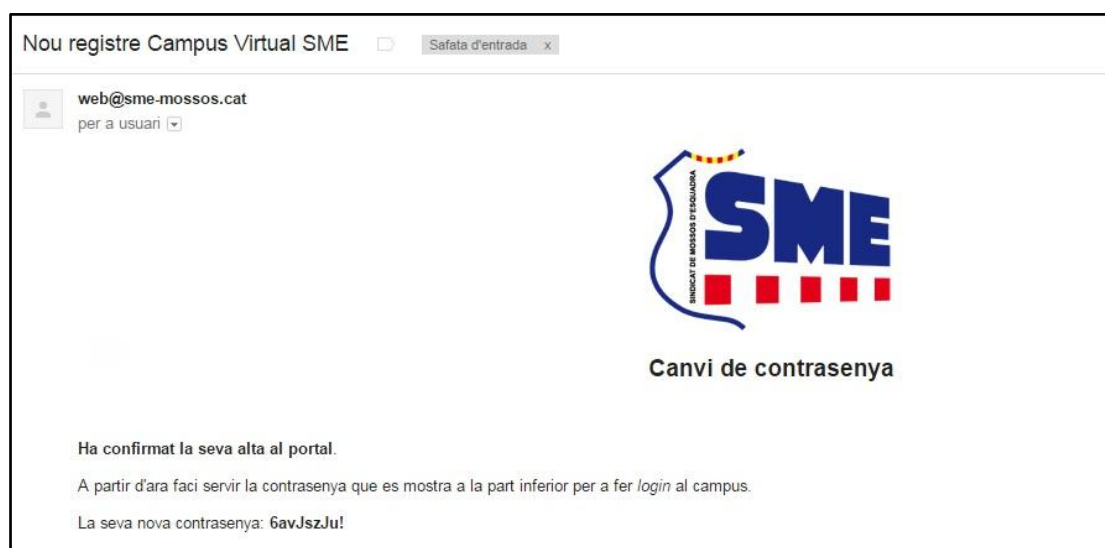 Nou registre Campus Virtual SME
Safata d'entrada x
web@sme-mossos.cat
per a usuari
SINDICAT DE MOSSOS D'ESQUADRA
SME
Canvi de contrasenya
Ha confirmat la seva alta al portal.
A partir d'ara faci servir la contrasenya que es mostra a la part inferior per a fer login al campus.
La seva nova contrasenya: 6avJszJu!